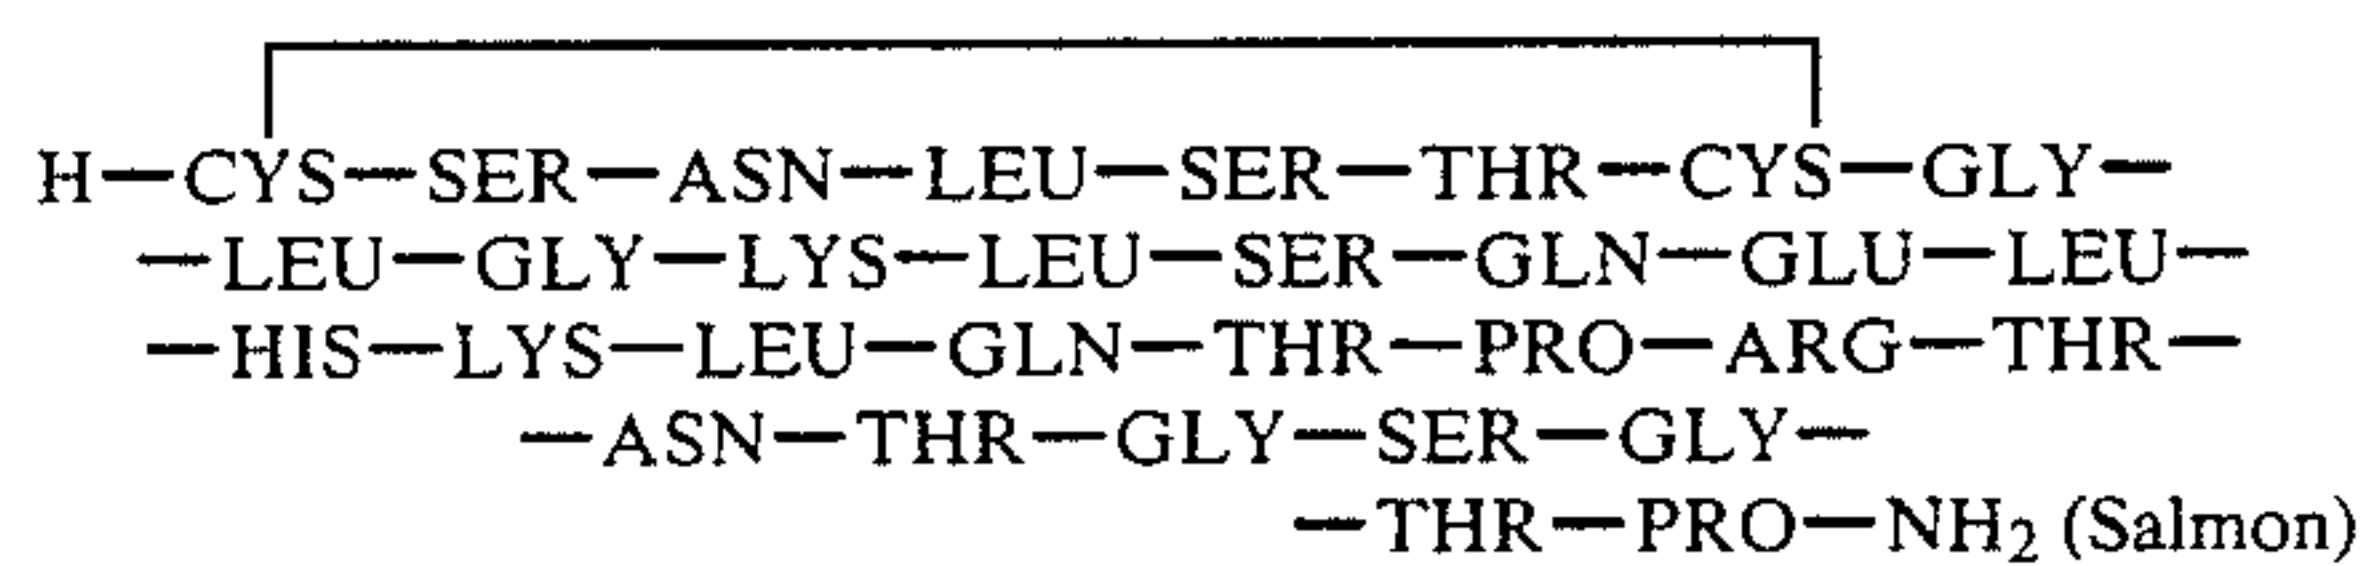 H—CYS—SER—ASN—LEU—SER—THR—CYS—GLY—
—LEU—GLY—LYS—LEU—SER—GLN—GLU—LEU—
—HIS—LYS—LEU—GLN—THR—PRO—ARG—THR—
—ASN—THR—GLY—SER—GLY—
—THR—PRO—NH₂ (Salmon)